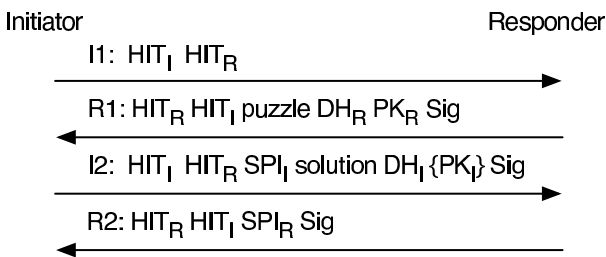 Initiator Responder
I1: HIT_I HIT_R
R1: HIT_R HIT_I puzzle DH_R PK_R Sig
I2: HIT_I HIT_R SPI_I solution DH_I {PK_I} Sig
R2: HIT_R HIT_I SPI_R Sig